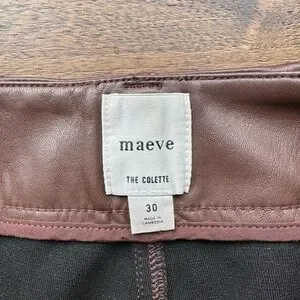 maeve
THE COLETTE
30
MADE IN
CAMBODIA